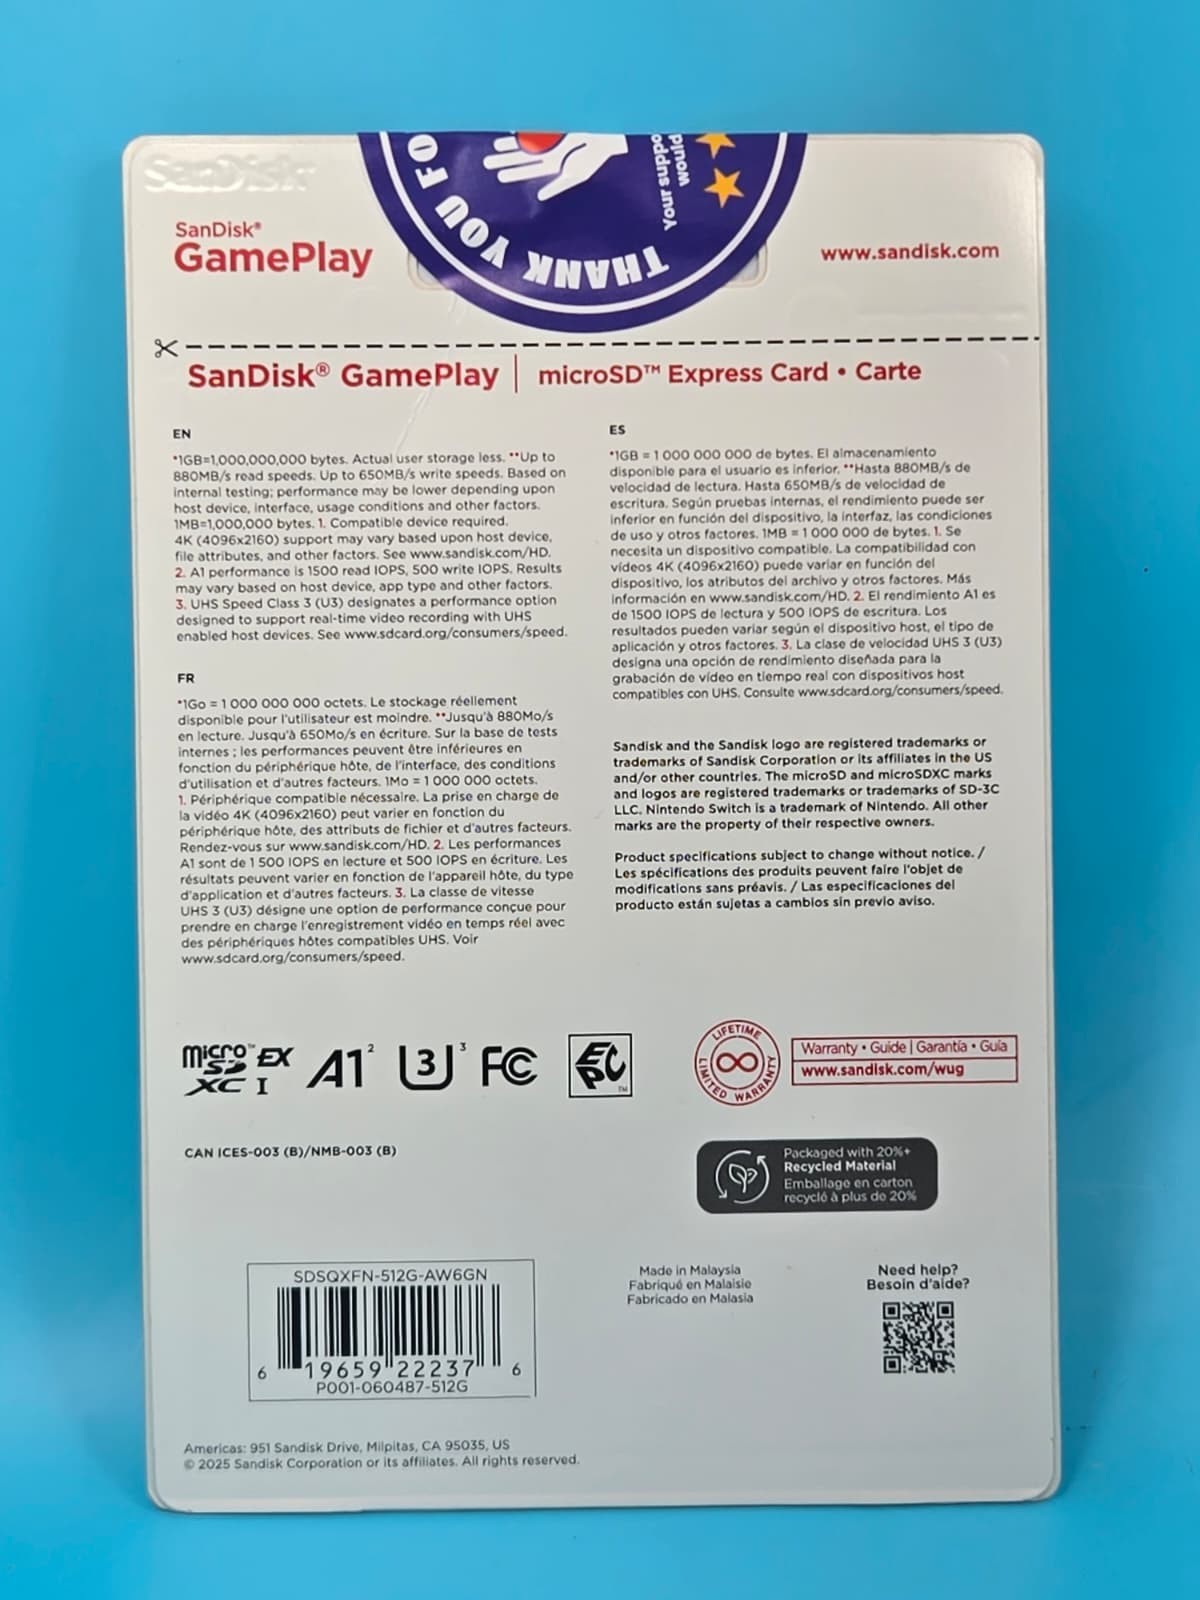 SanDisk
THANK YOU FO
Your suppo
would
SanDisk®
GamePlay
www.sandisk.com
SanDisk® GamePlay | microSD™ Express Card • Carte
EN
*1GB=1,000,000,000 bytes. Actual user storage less. **Up to
880MB/s read speeds. Up to 650MB/s write speeds. Based on
internal testing; performance may be lower depending upon
host device, interface, usage conditions and other factors.
1MB=1,000,000 bytes. 1. Compatible device required.
4K (4096x2160) support may vary based upon host device,
file attributes, and other factors. See www.sandisk.com/HD.
2. A1 performance is 1500 read IOPS, 500 write IOPS. Results
may vary based on host device, app type and other factors.
3. UHS Speed Class 3 (U3) designates a performance option
designed to support real-time video recording with UHS
enabled host devices. See www.sdcard.org/consumers/speed.
FR
*1Go = 1 000 000 000 octets. Le stockage réellement
disponible pour l'utilisateur est moindre. **Jusqu'à 880Mo/s
en lecture. Jusqu'à 650Mo/s en écriture. Sur la base de tests
internes ; les performances peuvent être inférieures en
fonction du périphérique hôte, de l'interface, des conditions
d'utilisation et d'autres facteurs. 1Mo = 1 000 000 octets.
1. Périphérique compatible nécessaire. La prise en charge de
la vidéo 4K (4096x2160) peut varier en fonction du
périphérique hôte, des attributs de fichier et d'autres facteurs.
Rendez-vous sur www.sandisk.com/HD. 2. Les performances
A1 sont de 1 500 IOPS en lecture et 500 IOPS en écriture. Les
résultats peuvent varier en fonction de l'appareil hôte, du type
d'application et d'autres facteurs. 3. La classe de vitesse
UHS 3 (U3) désigne une option de performance conçue pour
prendre en charge l'enregistrement vidéo en temps réel avec
des périphériques hôtes compatibles UHS. Voir
www.sdcard.org/consumers/speed.
ES
*1GB = 1 000 000 000 de bytes. El almacenamiento
disponible para el usuario es inferior. **Hasta 880MB/s de
velocidad de lectura. Hasta 650MB/s de velocidad de
escritura. Según pruebas internas, el rendimiento puede ser
inferior en función del dispositivo, la interfaz, las condiciones
de uso y otros factores. 1MB = 1 000 000 de bytes. 1. Se
necesita un dispositivo compatible. La compatibilidad con
vídeos 4K (4096x2160) puede variar en función del
dispositivo, los atributos del archivo y otros factores. Más
información en www.sandisk.com/HD. 2. El rendimiento A1 es
de 1500 IOPS de lectura y 500 IOPS de escritura. Los
resultados pueden variar según el dispositivo host, el tipo de
aplicación y otros factores. 3. La clase de velocidad UHS 3 (U3)
designa una opción de rendimiento diseñada para la
grabación de vídeo en tiempo real con dispositivos host
compatibles con UHS. Consulte www.sdcard.org/consumers/speed.
Sandisk and the Sandisk logo are registered trademarks or
trademarks of Sandisk Corporation or its affiliates in the US
and/or other countries. The microSD and microSDXC marks
and logos are registered trademarks or trademarks of SD-3C
LLC. Nintendo Switch is a trademark of Nintendo. All other
marks are the property of their respective owners.
Product specifications subject to change without notice. /
Les spécifications des produits peuvent faire l'objet de
modifications sans préavis. / Las especificaciones del
producto están sujetas a cambios sin previo aviso.
micro SD XC™ EX I A1² U3³ FC EPC™
LIFETIME LIMITED WARRANTY
Warranty • Guide | Garantía • Guía
www.sandisk.com/wug
CAN ICES-003 (B)/NMB-003 (B)
Packaged with 20%+
Recycled Material
Emballage en carton
recyclé à plus de 20%
SDSQXFN-512G-AW6GN
6 19659 22237 6
P001-060487-512G
Made in Malaysia
Fabriqué en Malaisie
Fabricado en Malasia
Need help?
Besoin d'aide?
Americas: 951 Sandisk Drive, Milpitas, CA 95035, US
© 2025 Sandisk Corporation or its affiliates. All rights reserved.